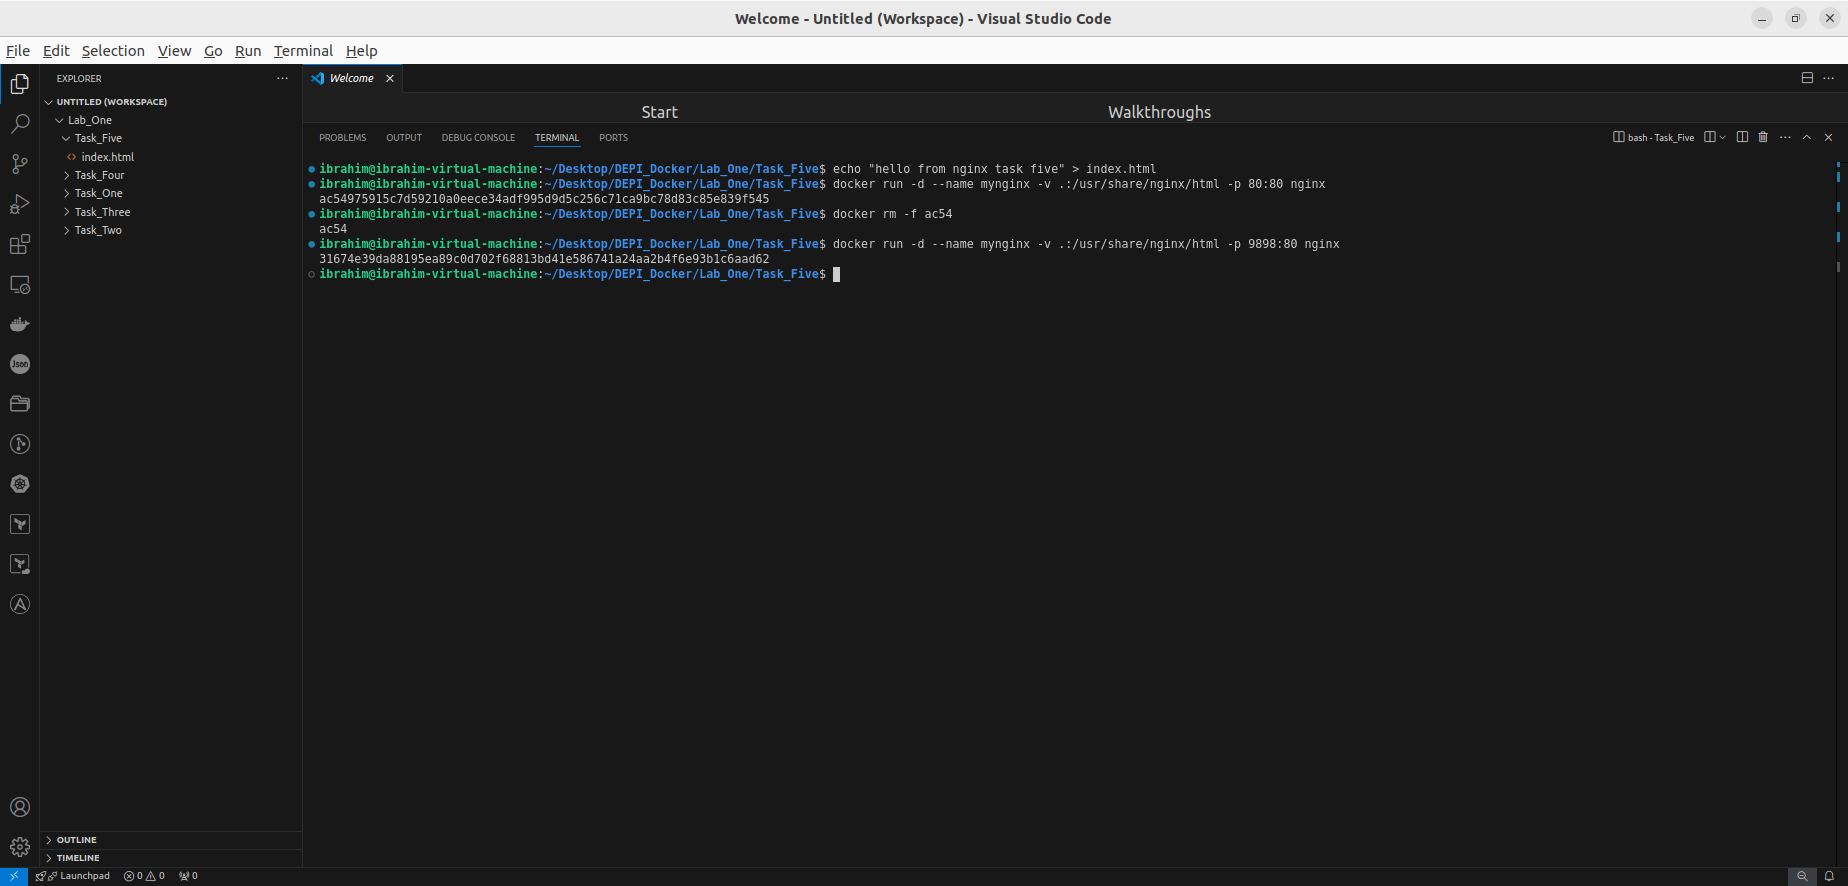 Welcome - Untitled (Workspace) - Visual Studio Code
File Edit Selection View Go Run Terminal Help
EXPLORER
Welcome
UNTITLED (WORKSPACE)
Lab_One
Task_Five
index.html
Task_Four
Task_One
Task_Three
Task_Two
Start Walkthroughs
PROBLEMS OUTPUT DEBUG CONSOLE TERMINAL PORTS
bash - Task_Five
ibrahim@ibrahim-virtual-machine:~/Desktop/DEPI_Docker/Lab_One/Task_Five$ echo "hello from nginx task five" > index.html
ibrahim@ibrahim-virtual-machine:~/Desktop/DEPI_Docker/Lab_One/Task_Five$ docker run -d --name mynginx -v .:/usr/share/nginx/html -p 80:80 nginx
ac54975915c7d59210a0eece34adf995d9d5c256c71ca9bc78d83c85e839f545
ibrahim@ibrahim-virtual-machine:~/Desktop/DEPI_Docker/Lab_One/Task_Five$ docker rm -f ac54
ac54
ibrahim@ibrahim-virtual-machine:~/Desktop/DEPI_Docker/Lab_One/Task_Five$ docker run -d --name mynginx -v .:/usr/share/nginx/html -p 9898:80 nginx
31674e39da88195ea89c0d702f68813bd41e586741a24aa2b4f6e93b1c6aad62
ibrahim@ibrahim-virtual-machine:~/Desktop/DEPI_Docker/Lab_One/Task_Five$
Json
OUTLINE
TIMELINE
Launchpad 0 0 0